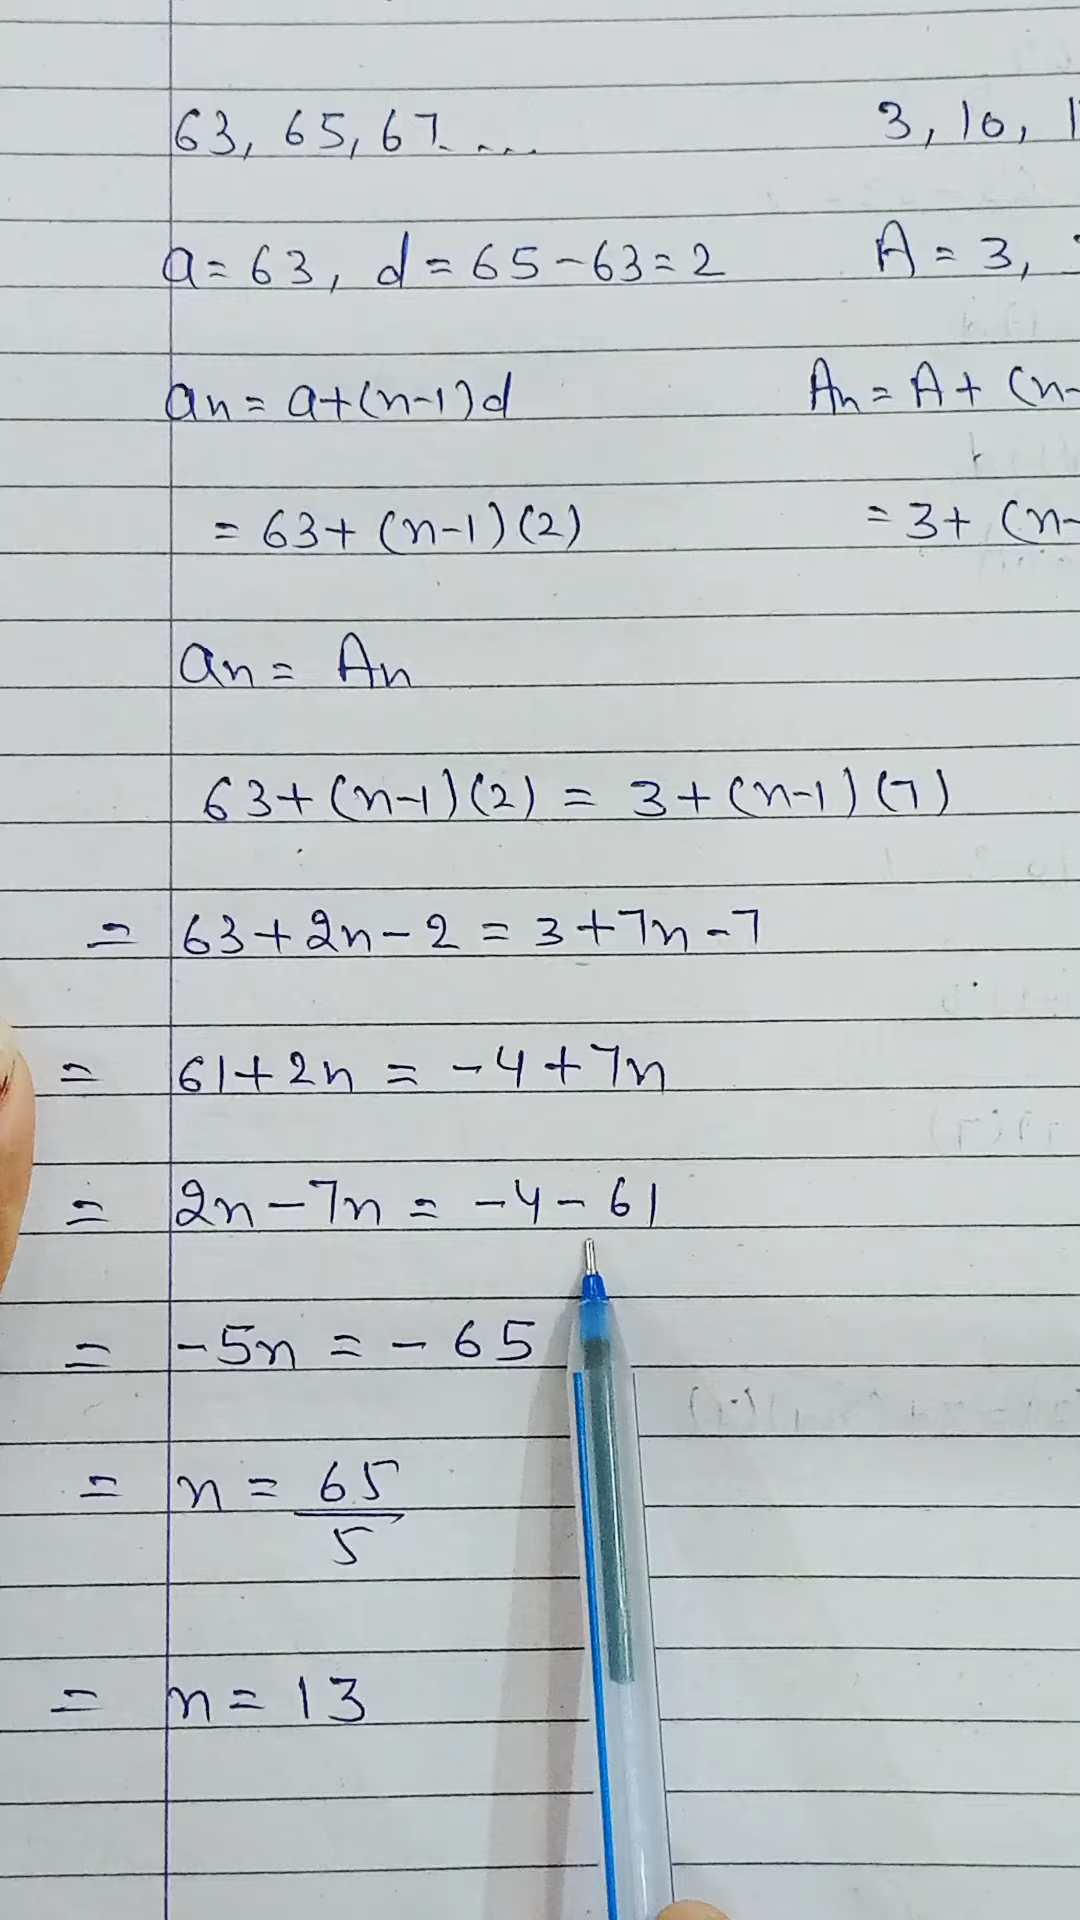 63, 65, 67.... 3, 10, 1
a = 63, d = 65-63 = 2 A = 3,
an = a+(n-1)d An = A + (n-
= 63+ (n-1)(2) = 3+ (n-
an = An
63+(n-1)(2) = 3+(n-1)(7)
= 63+2n-2 = 3+7n-7
= 61+2n = -4+7n
= 2n-7n = -4-61
= -5n = -65
= n = 65/5
= n = 13